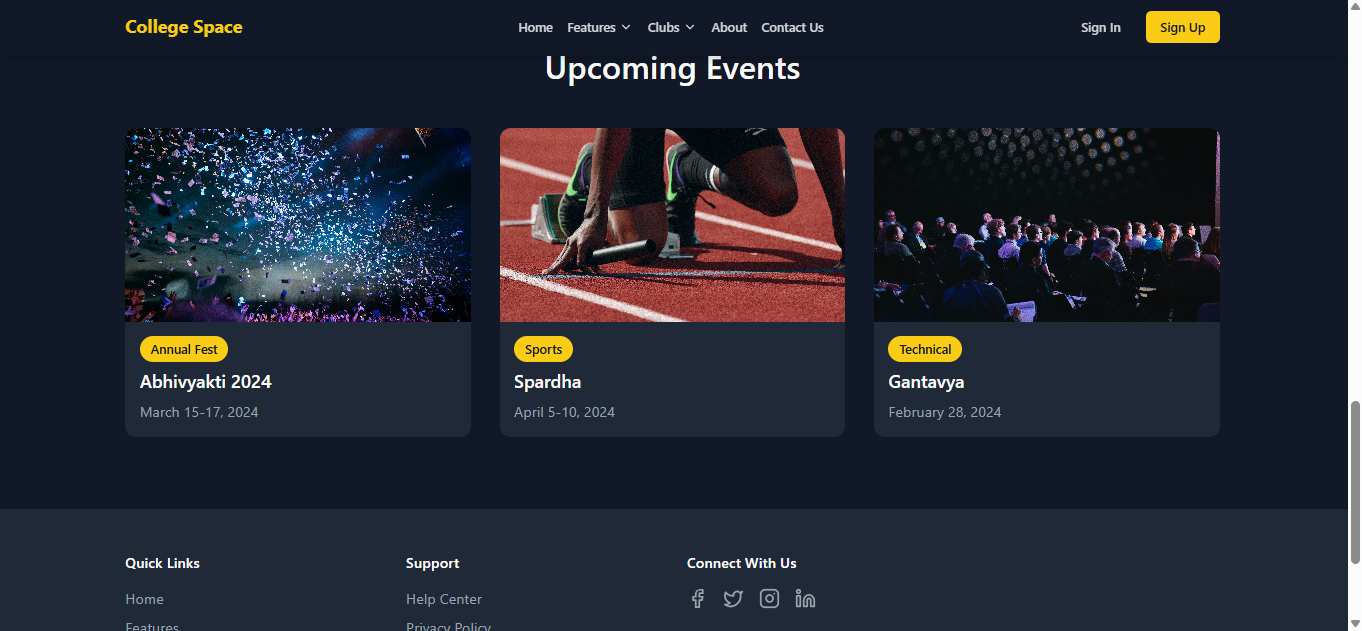 College Space Home Features Clubs About Contact Us Sign In Sign Up
Upcoming Events
Annual Fest
Abhivyakti 2024
March 15-17, 2024
Sports
Spardha
April 5-10, 2024
Technical
Gantavya
February 28, 2024
Quick Links
Home
Features
Support
Help Center
Privacy Policy
Connect With Us